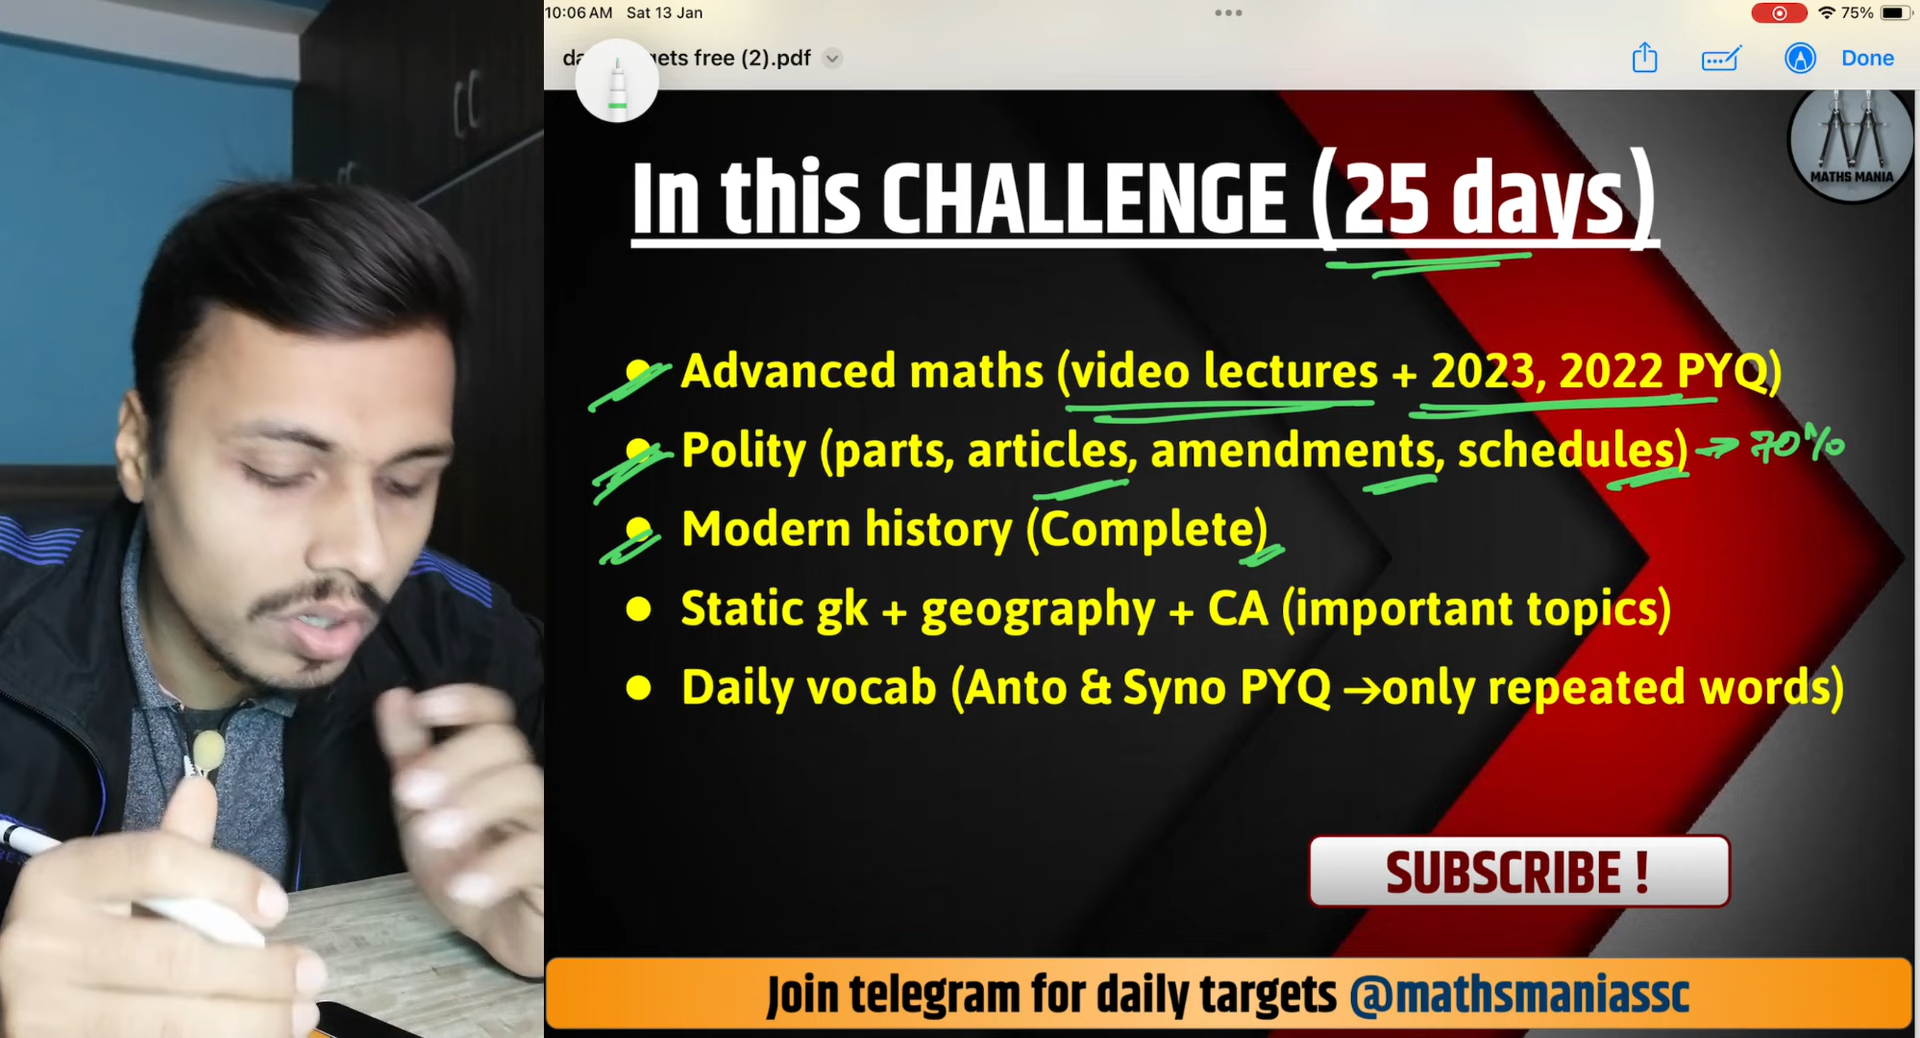 10:06 AM Sat 13 Jan
75%
ets free (2).pdf
Done
MATHS MANIA
In this CHALLENGE (25 days)
Advanced maths (video lectures + 2023, 2022 PYQ)
Polity (parts, articles, amendments, schedules) → 70%
Modern history (Complete)
Static gk + geography + CA (important topics)
Daily vocab (Anto & Syno PYQ →only repeated words)
SUBSCRIBE !
Join telegram for daily targets @mathsmaniassc